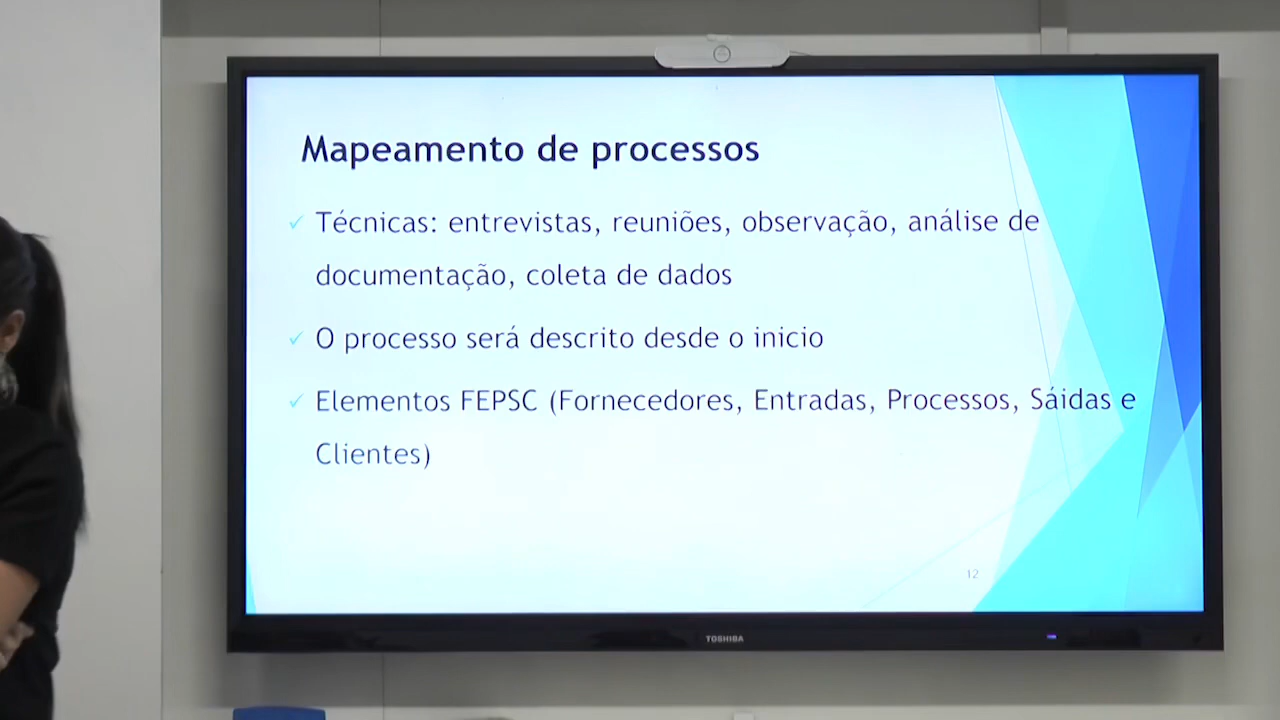 Mapeamento de processos
✓ Técnicas: entrevistas, reuniões, observação, análise de
documentação, coleta de dados
✓ O processo será descrito desde o inicio
✓ Elementos FEPSC (Fornecedores, Entradas, Processos, Sáidas e
Clientes)
12
TOSHIBA